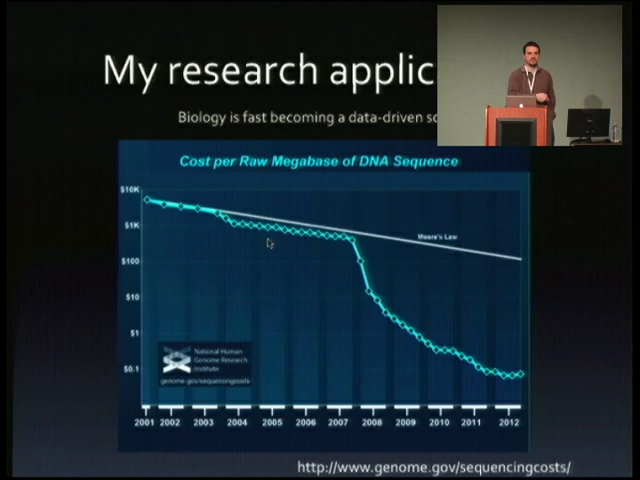 My research applic
Biology is fast becoming a data-driven sc
Cost per Raw Megabase of DNA Sequence
$10K
$1K
$100
$10
$1
$0.1
Moore's Law
National Human
Genome Research
Institute
genome.gov/sequencingcosts
2001 2002 2003 2004 2005 2006 2007 2008 2009 2010 2011 2012
http://www.genome.gov/sequencingcosts/